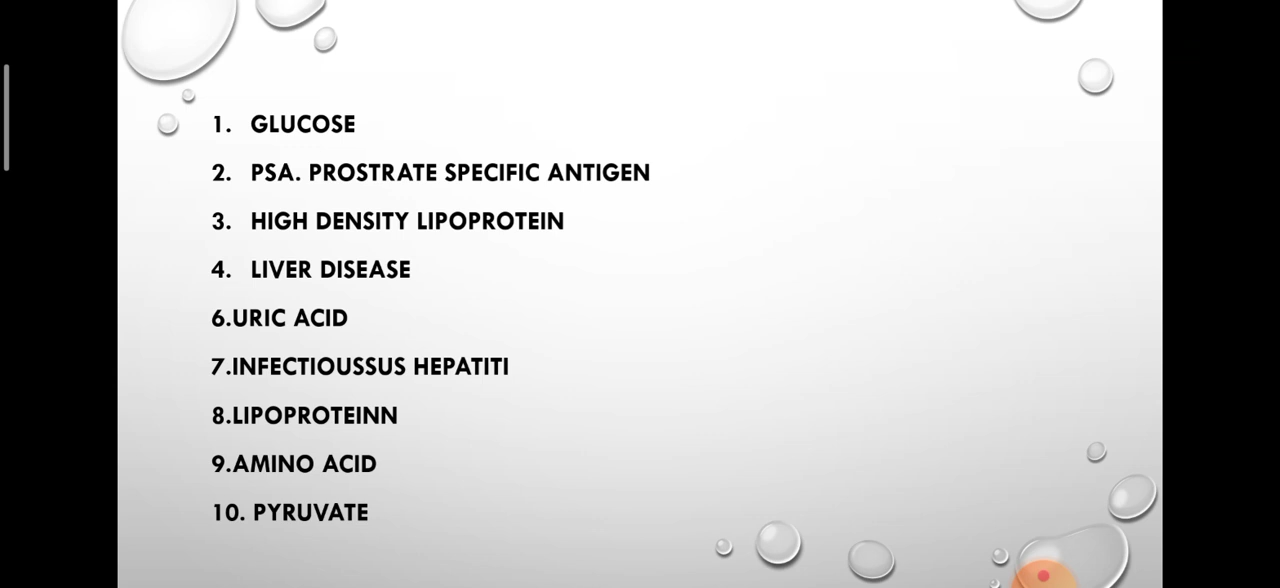 1. GLUCOSE
2. PSA. PROSTRATE SPECIFIC ANTIGEN
3. HIGH DENSITY LIPOPROTEIN
4. LIVER DISEASE
6.URIC ACID
7.INFECTIOUSSUS HEPATITI
8.LIPOPROTEINN
9.AMINO ACID
10. PYRUVATE